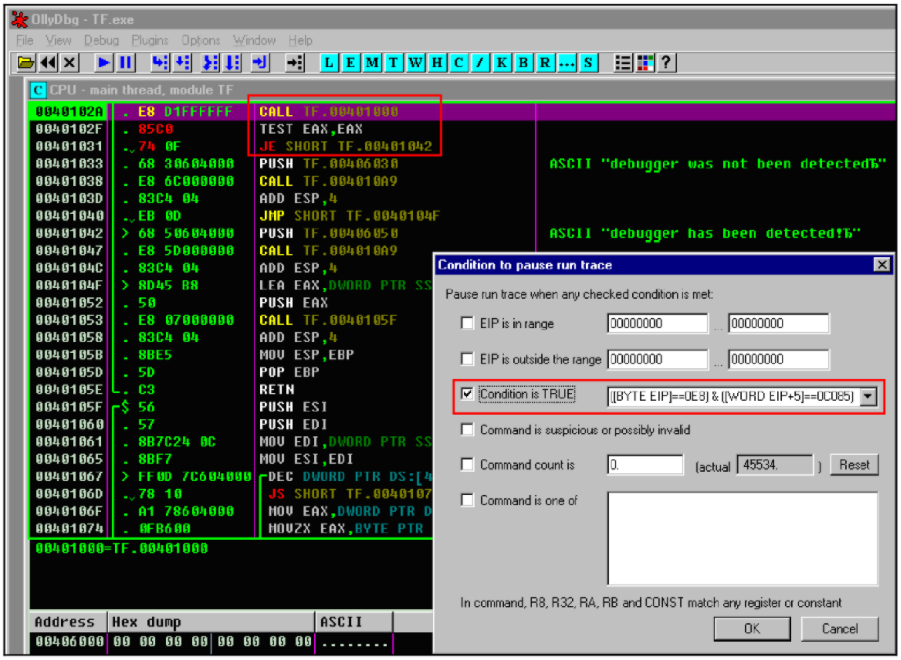 OllyDbg - TF.exe
File View Debug Plugins Options Window Help
L E M T W H C / K B R ... S ?
C CPU - main thread, module TF
0040102A . E8 D1FFFFFF CALL TF.00401000
0040102F . 85C0 TEST EAX,EAX
00401031 .ˬ74 0F JE SHORT TF.00401042
00401033 . 68 30604000 PUSH TF.00406030 ASCII "debugger was not been detectedЂ"
00401038 . E8 6C000000 CALL TF.004010A9
0040103D . 83C4 04 ADD ESP,4
00401040 .ˬEB 0D JMP SHORT TF.0040104F
00401042 > 68 50604000 PUSH TF.00406050 ASCII "debugger has been detected!Ђ"
00401047 . E8 5D000000 CALL TF.004010A9
0040104C . 83C4 04 ADD ESP,4
0040104F > 8D45 B8 LEA EAX,DWORD PTR SS
00401052 . 50 PUSH EAX
00401053 . E8 07000000 CALL TF.0040105F
00401058 . 83C4 04 ADD ESP,4
0040105B . 8BE5 MOV ESP,EBP
0040105D . 5D POP EBP
0040105E . C3 RETN
0040105F $ 56 PUSH ESI
00401060 . 57 PUSH EDI
00401061 . 8B7C24 0C MOV EDI,DWORD PTR SS
00401065 . 8BF7 MOV ESI,EDI
00401067 > FF0D 7C604000 DEC DWORD PTR DS:[4
0040106D .ˬ78 10 JS SHORT TF.0040107
0040106F . A1 78604000 MOV EAX,DWORD PTR D
00401074 . 0FB600 MOVZX EAX,BYTE PTR
00401000=TF.00401000
Address Hex dump ASCII
00406000 00 00 00 00 00 00 00 00 ........
Condition to pause run trace
Pause run trace when any checked condition is met:
EIP is in range 00000000 ... 00000000
EIP is outside the range 00000000 ... 00000000
Condition is TRUE ([BYTE EIP]==0E8) & ([WORD EIP+5]==0C085)
Command is suspicious or possibly invalid
Command count is 0. (actual 45534. ) Reset
Command is one of
In command, R8, R32, RA, RB and CONST match any register or constant
OK Cancel